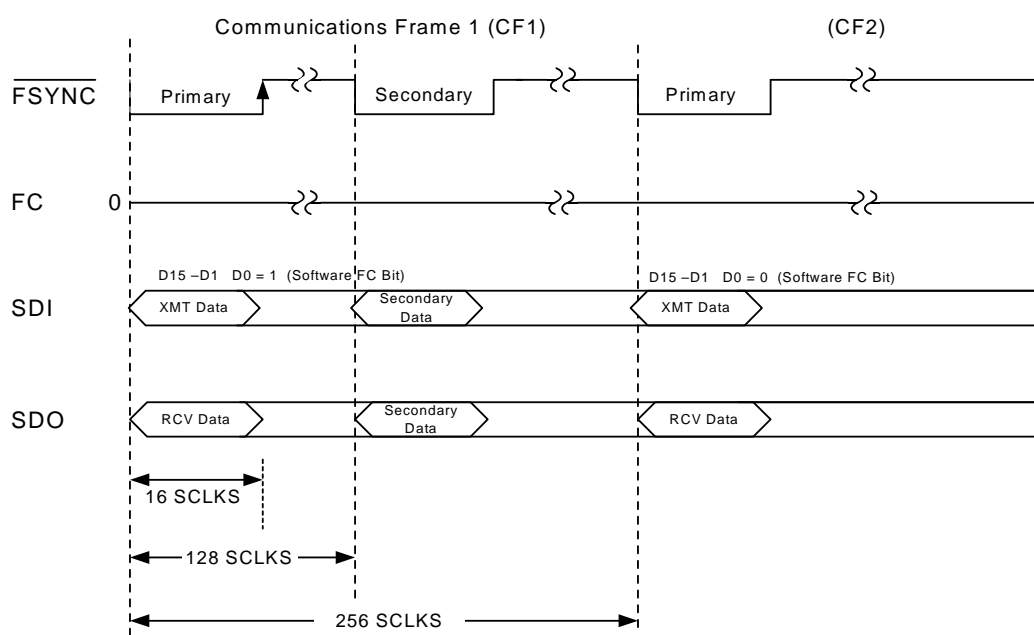 Communications Frame 1 (CF1)
(CF2)
FSYNC
Primary
Secondary
Primary
FC
0
D15 –D1 D0 = 1 (Software FC Bit)
D15 –D1 D0 = 0 (Software FC Bit)
SDI
XMT Data
Secondary
Data
XMT Data
SDO
RCV Data
Secondary
Data
RCV Data
16 SCLKS
128 SCLKS
256 SCLKS